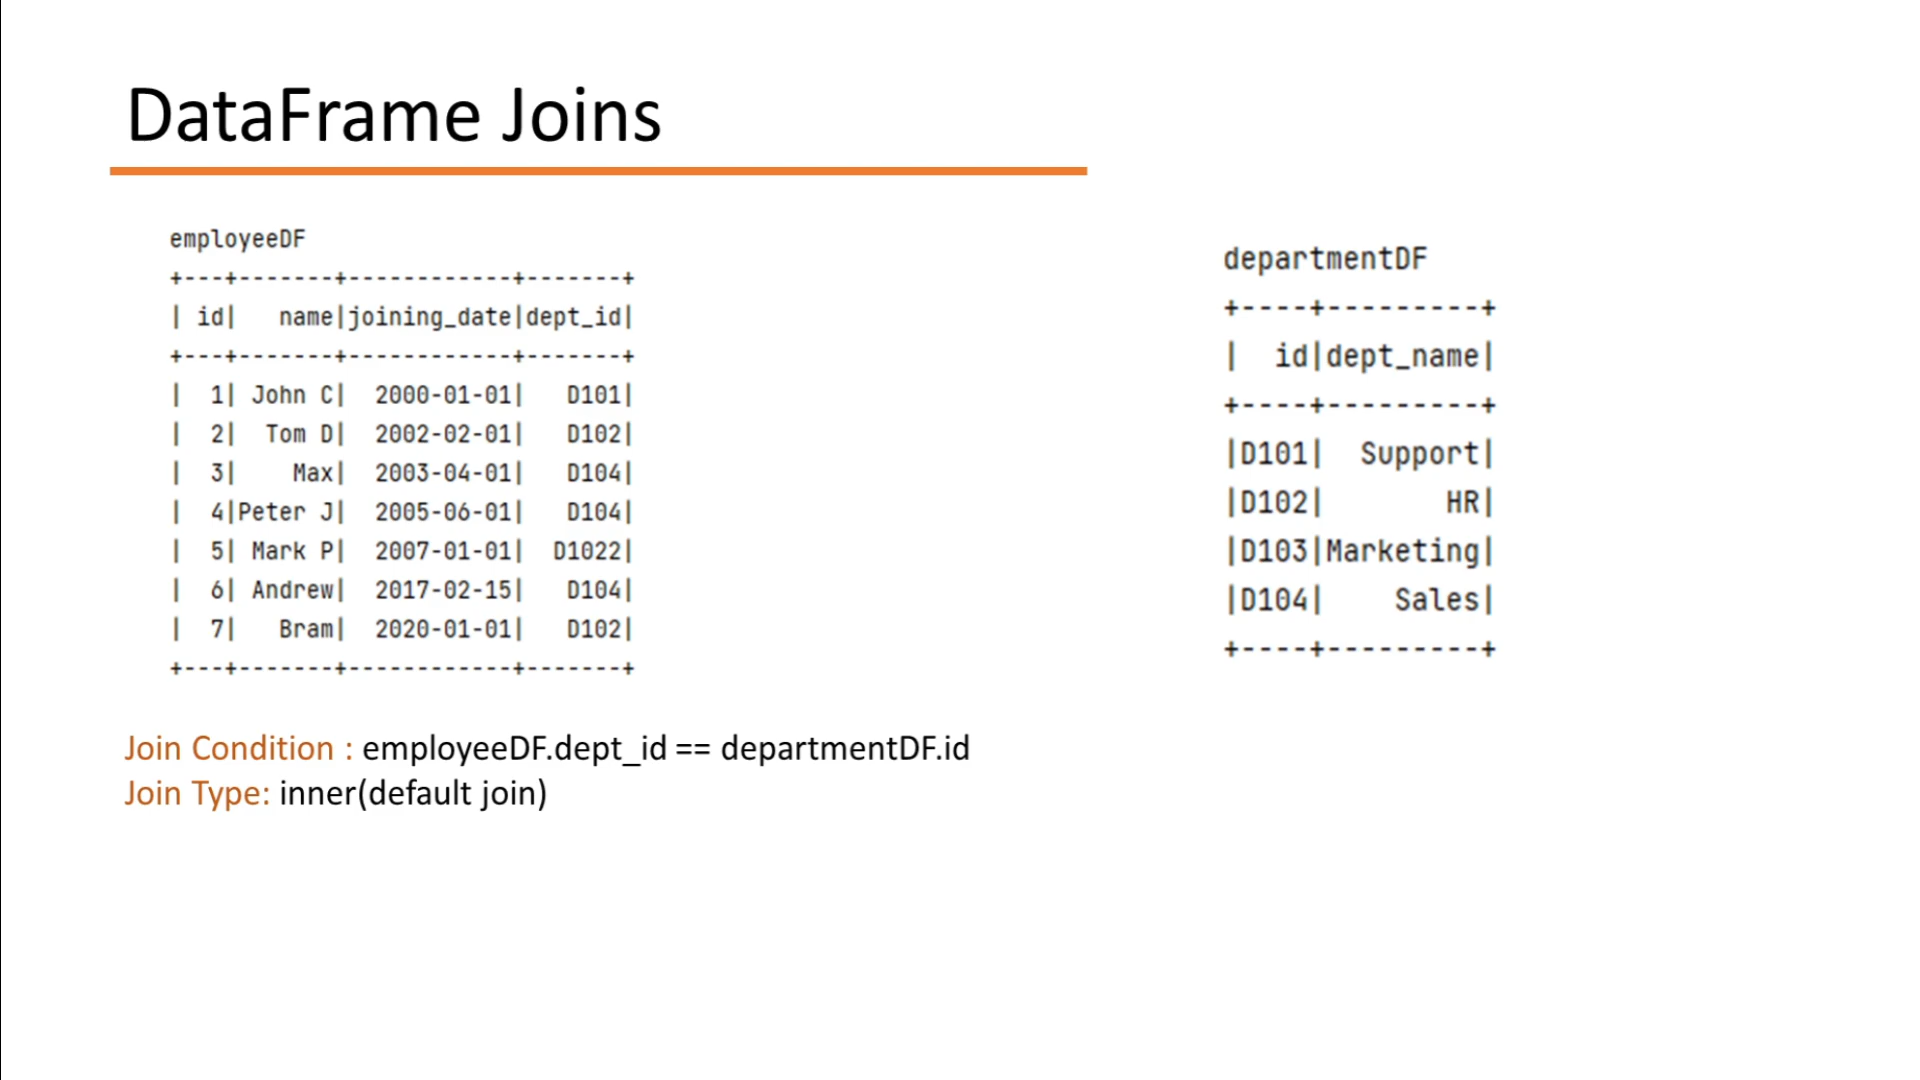 DataFrame Joins
employeeDF
+---+-------+------------+-------+
| id|   name|joining_date|dept_id|
+---+-------+------------+-------+
|  1| John C|  2000-01-01|   D101|
|  2|  Tom D|  2002-02-01|   D102|
|  3|    Max|  2003-04-01|   D104|
|  4|Peter J|  2005-06-01|   D104|
|  5| Mark P|  2007-01-01|  D1022|
|  6| Andrew|  2017-02-15|   D104|
|  7|   Bram|  2020-01-01|   D102|
+---+-------+------------+-------+
departmentDF
+----+---------+
|  id|dept_name|
+----+---------+
|D101|  Support|
|D102|       HR|
|D103|Marketing|
|D104|    Sales|
+----+---------+
Join Condition : employeeDF.dept_id == departmentDF.id
Join Type: inner(default join)